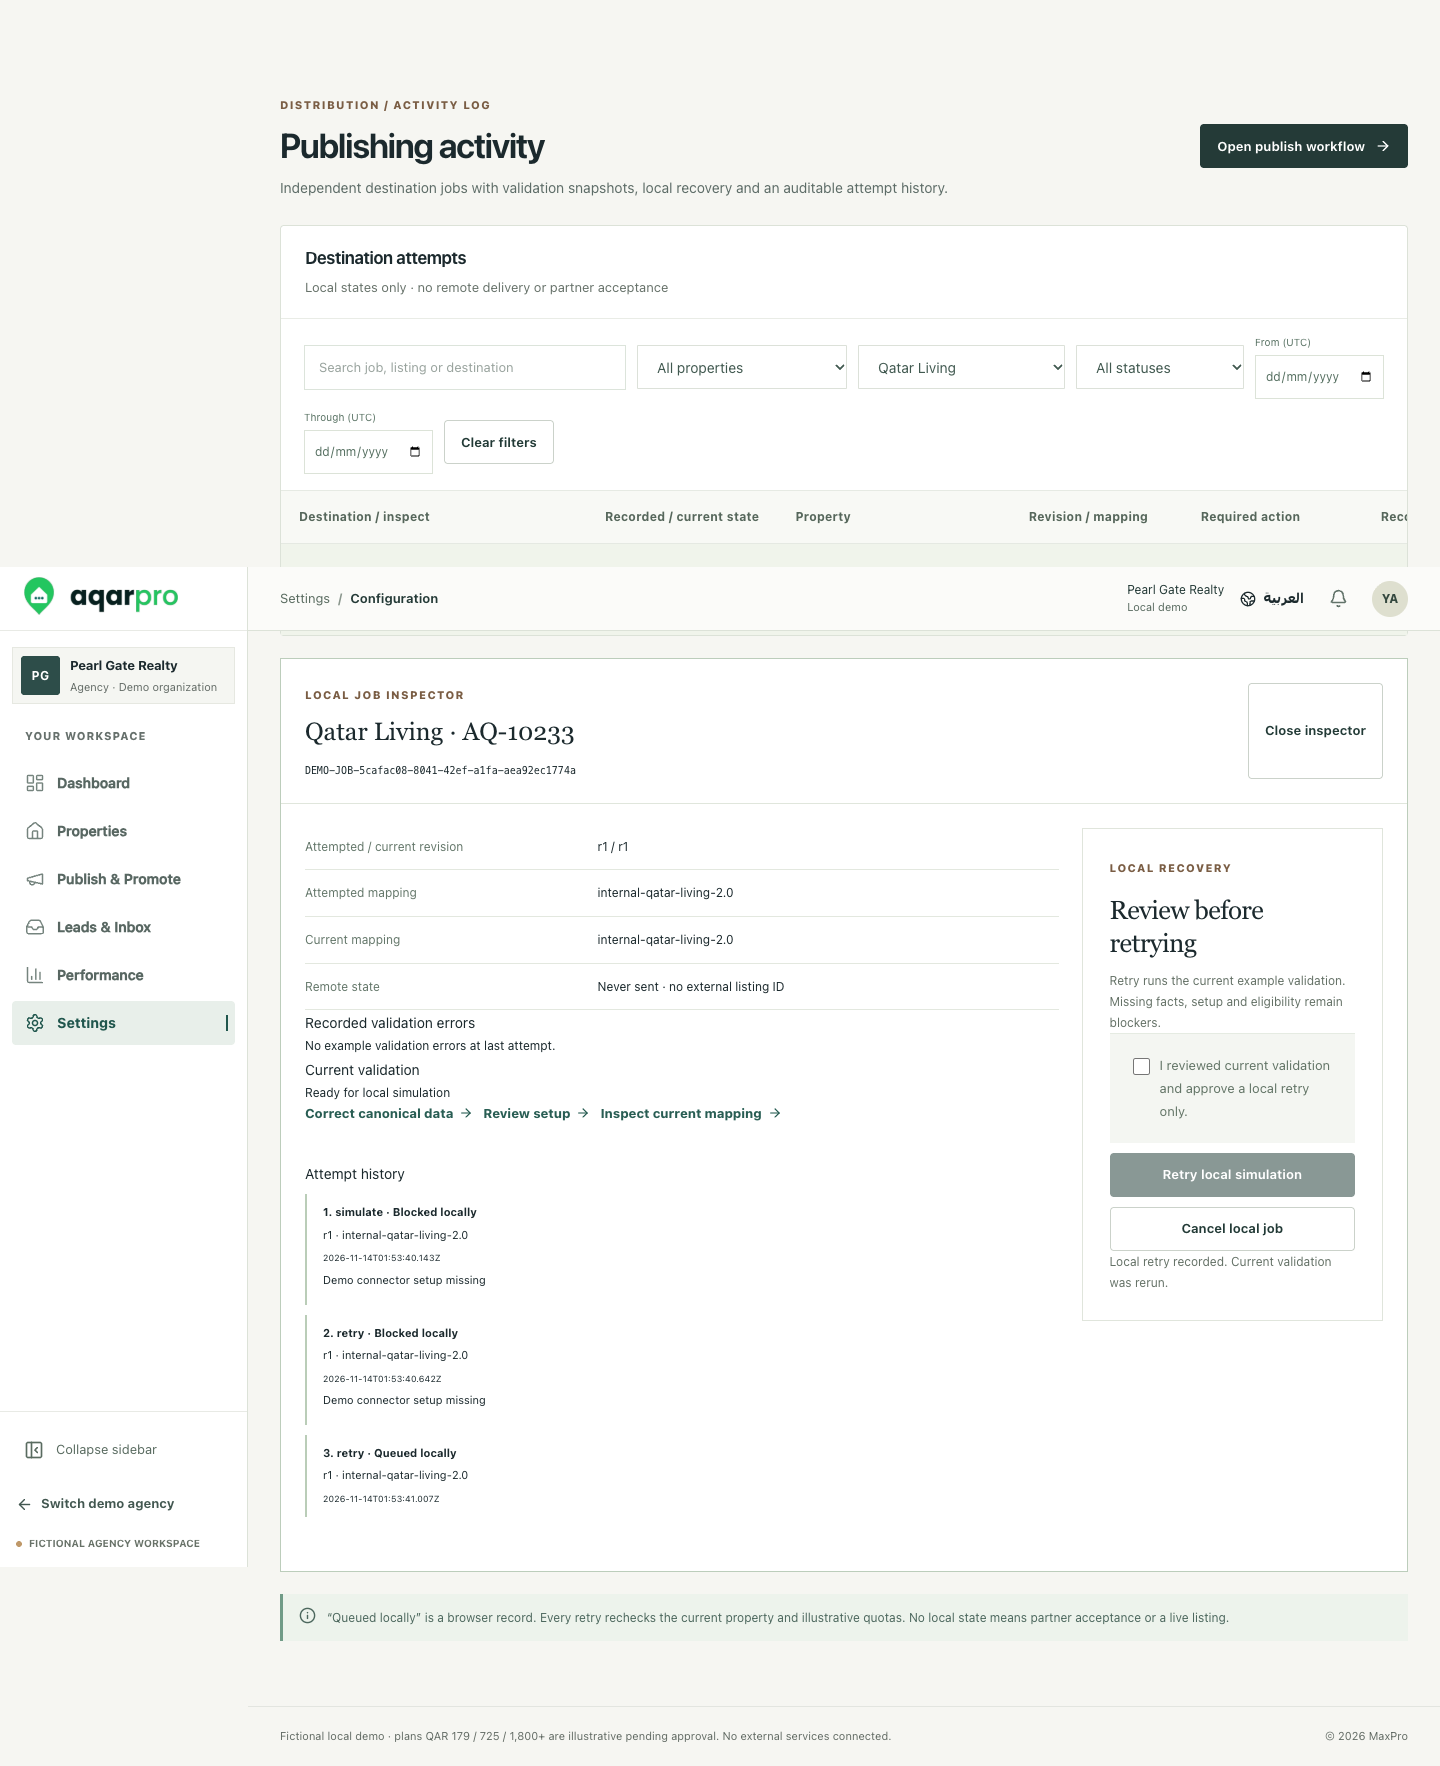 DISTRIBUTION / ACTIVITY LOG
Publishing activity
Open publish workflow
Independent destination jobs with validation snapshots, local recovery and an auditable attempt history.
Destination attempts
Local states only · no remote delivery or partner acceptance
Search job, listing or destination
All properties
Qatar Living
All statuses
From (UTC)
dd/mm/yyyy
Through (UTC)
dd/mm/yyyy
Clear filters
Destination / inspect
Recorded / current state
Property
Revision / mapping
Required action
aqarpro
Settings / Configuration
Pearl Gate Realty
Local demo
العربية
YA
PG
Pearl Gate Realty
Agency · Demo organization
YOUR WORKSPACE
Dashboard
Properties
Publish & Promote
Leads & Inbox
Performance
Settings
Collapse sidebar
Switch demo agency
FICTIONAL AGENCY WORKSPACE
LOCAL JOB INSPECTOR
Qatar Living · AQ-10233
DEMO-JOB-5cafac08-8041-42ef-a1fa-aea92ec1774a
Close inspector
Attempted / current revision
r1 / r1
Attempted mapping
internal-qatar-living-2.0
Current mapping
internal-qatar-living-2.0
Remote state
Never sent · no external listing ID
Recorded validation errors
No example validation errors at last attempt.
Current validation
Ready for local simulation
Correct canonical data
Review setup
Inspect current mapping
Attempt history
1. simulate · Blocked locally
r1 · internal-qatar-living-2.0
2026-11-14T01:53:40.143Z
Demo connector setup missing
2. retry · Blocked locally
r1 · internal-qatar-living-2.0
2026-11-14T01:53:40.642Z
Demo connector setup missing
3. retry · Queued locally
r1 · internal-qatar-living-2.0
2026-11-14T01:53:41.007Z
LOCAL RECOVERY
Review before
retrying
Retry runs the current example validation.
Missing facts, setup and eligibility remain
blockers.
I reviewed current validation
and approve a local retry
only.
Retry local simulation
Cancel local job
Local retry recorded. Current validation
was rerun.
“Queued locally” is a browser record. Every retry rechecks the current property and illustrative quotas. No local state means partner acceptance or a live listing.
Fictional local demo · plans QAR 179 / 725 / 1,800+ are illustrative pending approval. No external services connected.
© 2026 MaxPro